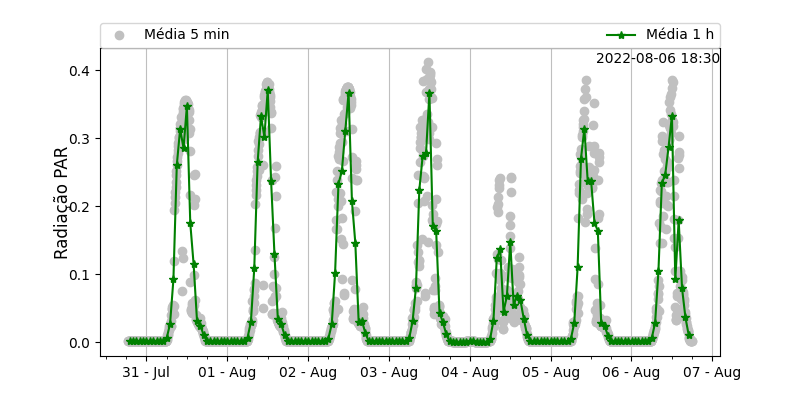 Média 5 min
Média 1 h
2022-08-06 18:30
Radiação PAR
0.4
0.3
0.2
0.1
0.0
31 - Jul
01 - Aug
02 - Aug
03 - Aug
04 - Aug
05 - Aug
06 - Aug
07 - Aug